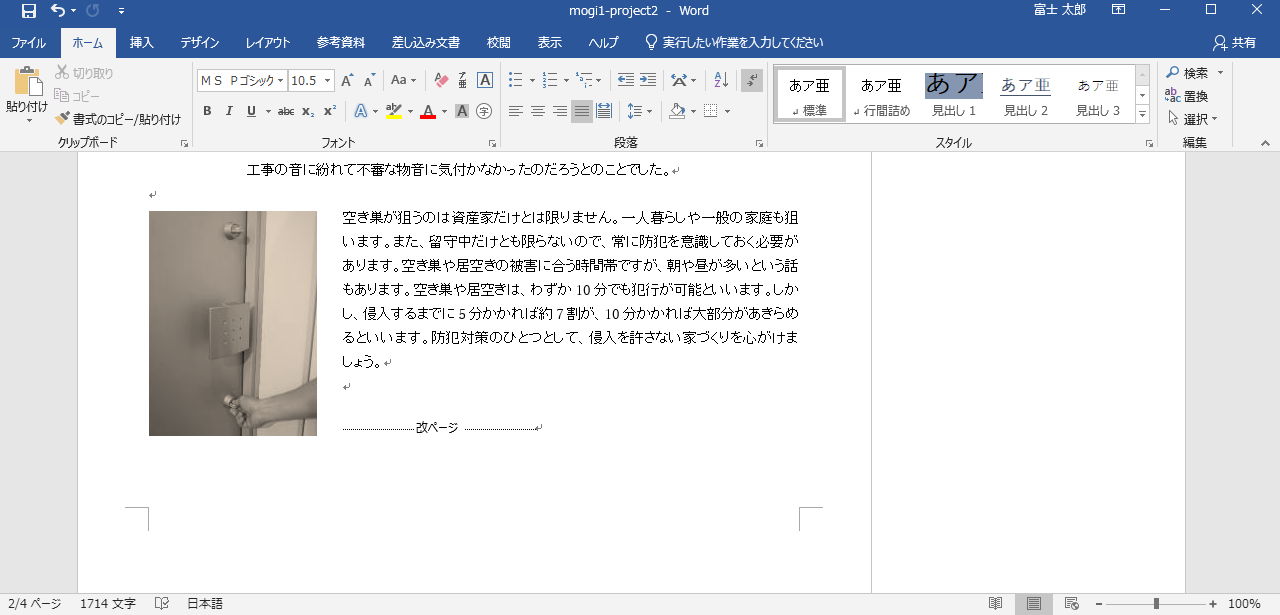 mogi1-project2 - Word
富士 太郎
ファイル ホーム 挿入 デザイン レイアウト 参考資料 差し込み文書 校閲 表示 ヘルプ 実行したい作業を入力してください 共有
貼り付け
切り取り
コピー
書式のコピー/貼り付け
クリップボード
ＭＳ Ｐゴシック 10.5
A A Aa A
B I U abc x₂ x² A ab A A 字
フォント
段落
あア亜 標準
あア亜 行間詰め
あア 見出し 1
あア亜 見出し 2
あア亜 見出し 3
スタイル
検索
置換
選択
編集
工事の音に紛れて不審な物音に気付かなかったのだろうとのことでした。
空き巣が狙うのは資産家だけとは限りません。一人暮らしや一般の家庭も狙
います。また、留守中だけとも限らないので、常に防犯を意識しておく必要が
あります。空き巣や居空きの被害に合う時間帯ですが、朝や昼が多いという話
もあります。空き巣や居空きは、わずか 10 分でも犯行が可能といいます。しか
し、侵入するまでに 5 分かかれば約 7 割が、10 分かかれば大部分があきらめ
るといいます。防犯対策のひとつとして、侵入を許さない家づくりを心がけま
しょう。
改ページ
2/4 ページ 1714 文字 日本語 100%